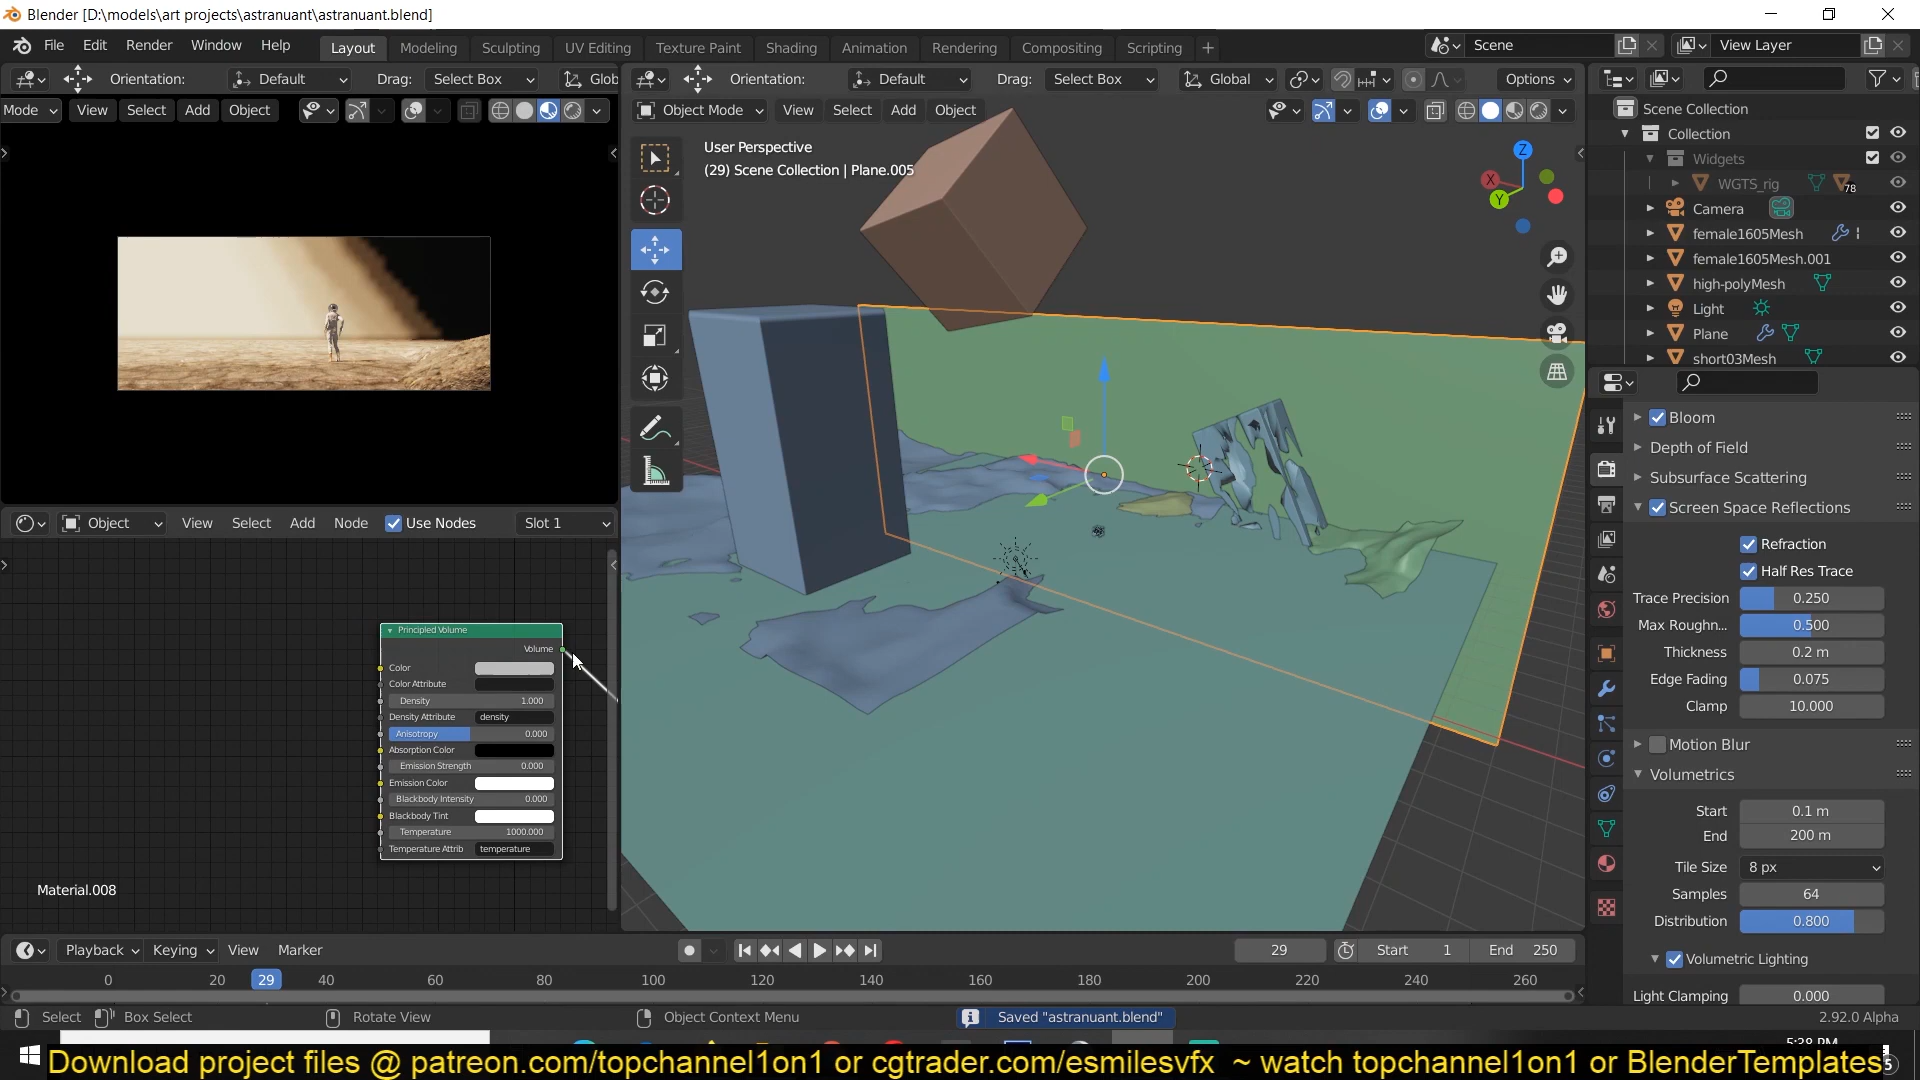 Blender [D:\models\art projects\astranuant\astranuant.blend]
File Edit Render Window Help Layout Modeling Sculpting UV Editing Texture Paint Shading Animation Rendering Compositing Scripting + Scene View Layer
Orientation: Default Drag: Select Box Glob Orientation: Default Drag: Select Box Global Options
Mode View Select Add Object Object Mode View Select Add Object
User Perspective
(29) Scene Collection | Plane.005
Z
X
Y
Scene Collection
Collection
Widgets
WGTS_rig 78
Camera
female1605Mesh
female1605Mesh.001
high-polyMesh
Light
Plane
short03Mesh
Bloom
Depth of Field
Subsurface Scattering
Screen Space Reflections
Refraction
Half Res Trace
Trace Precision 0.250
Max Roughn... 0.500
Thickness 0.2 m
Edge Fading 0.075
Clamp 10.000
Motion Blur
Volumetrics
Start 0.1 m
End 200 m
Tile Size 8 px
Samples 64
Distribution 0.800
Volumetric Lighting
Light Clamping 0.000
Object View Select Add Node Use Nodes Slot 1
Principled Volume
Volume
Color
Color Attribute
Density 1.000
Density Attribute density
Anisotropy 0.000
Absorption Color
Emission Strength 0.000
Emission Color
Blackbody Intensity 0.000
Blackbody Tint
Temperature 1000.000
Temperature Attrib temperature
Material.008
Playback Keying View Marker 29 Start 1 End 250
0 20 29 40 60 80 100 120 140 160 180 200 220 240 260
Select Box Select Rotate View Object Context Menu Saved "astranuant.blend" 2.92.0 Alpha
5:38 PM
Download project files @ patreon.com/topchannel1on1 or cgtrader.com/esmilesvfx ~ watch topchannel1on1 or BlenderTemplates